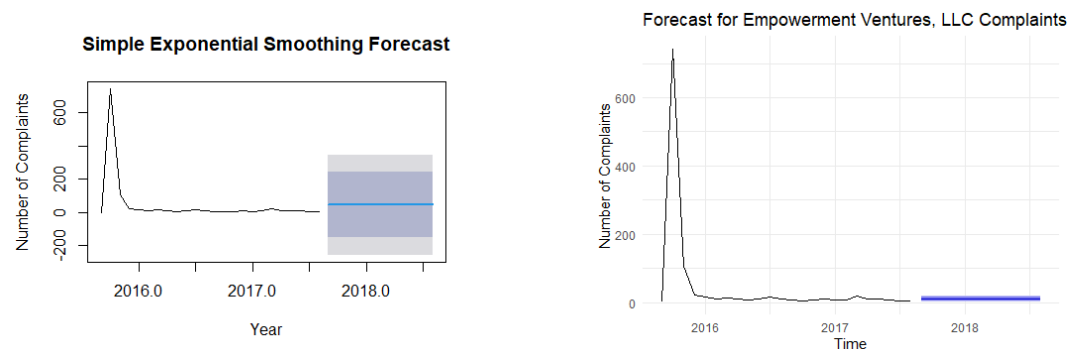 Simple Exponential Smoothing Forecast
Number of Complaints
600
200
0
-200
2016.0
2017.0
2018.0
Year
Forecast for Empowerment Ventures, LLC Complaints
Number of Complaints
600
400
200
0
2016
2017
2018
Time